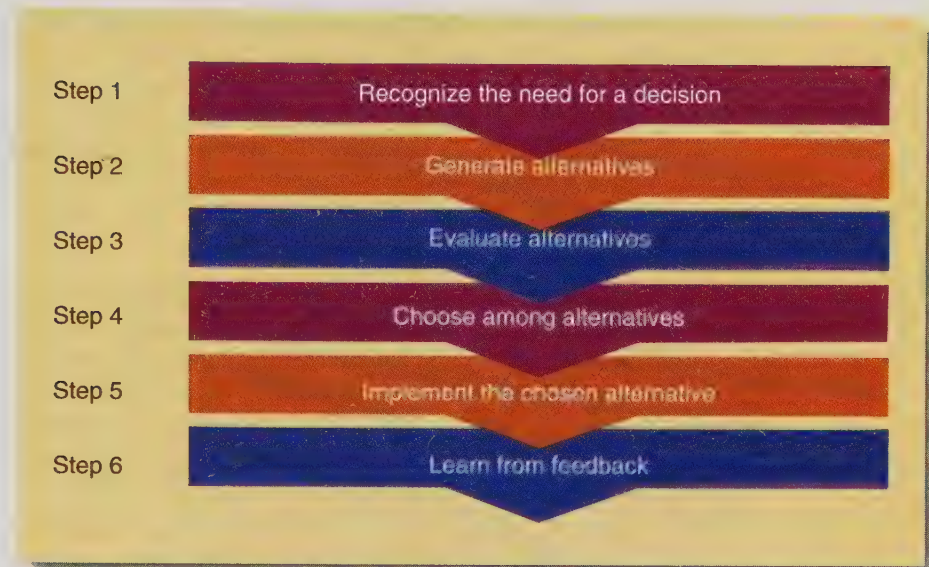 Step 1 Recognize the need for a decision
Step 2 Generate alternatives
Step 3 Evaluate alternatives
Step 4 Choose among alternatives
Step 5 Implement the chosen alternative
Step 6 Learn from feedback